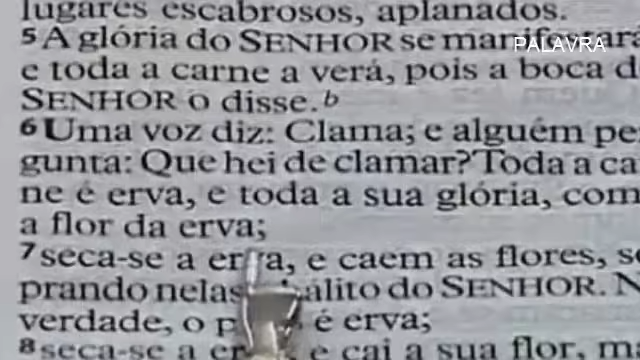 lugares escabrosos, aplanados.
5 A glória do SENHOR se
PALAVRA
e toda a carne a verá, pois a boca d
SENHOR o disse.b
6 Uma voz diz: Clama; e alguém pe
gunta: Que hei de clamar? Toda a ca
ne é erva, e toda a sua glória, com
a flor da erva;
7 seca-se a erva, e caem as flores, s
prando nelas hálito do SENHOR. N
verdade, o p é erva;
8 seca-se a er e cai a sua flor, m